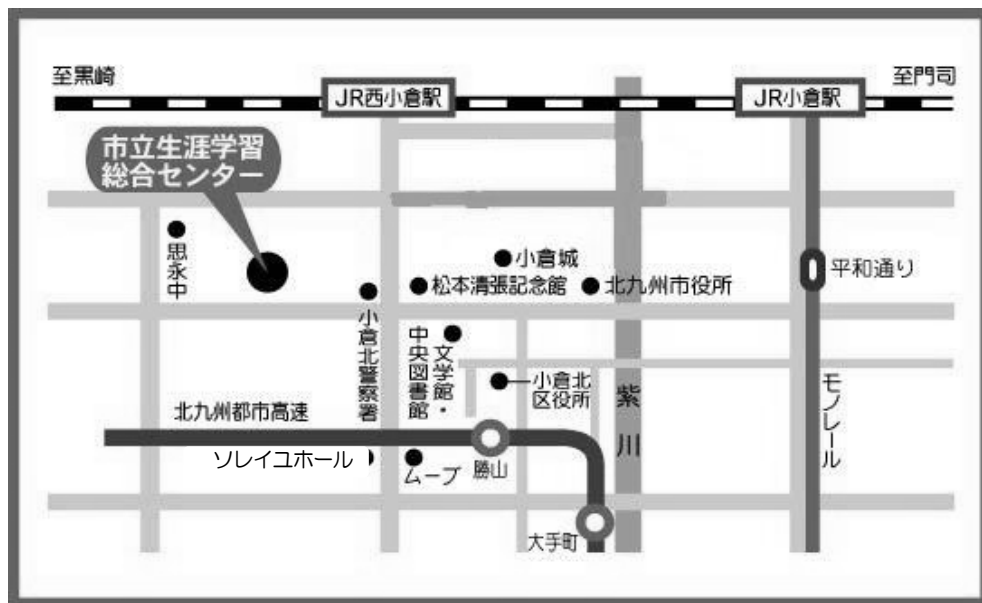 至黒崎
JR西小倉駅
JR小倉駅
至門司
市立生涯学習
総合センター
思永中
小倉城
松本清張記念館
北九州市役所
平和通り
小倉北警察署
文学館・
中央図書館
小倉北
区役所
紫川
モノレール
北九州都市高速
ソレイユホール
ムーブ
勝山
大手町